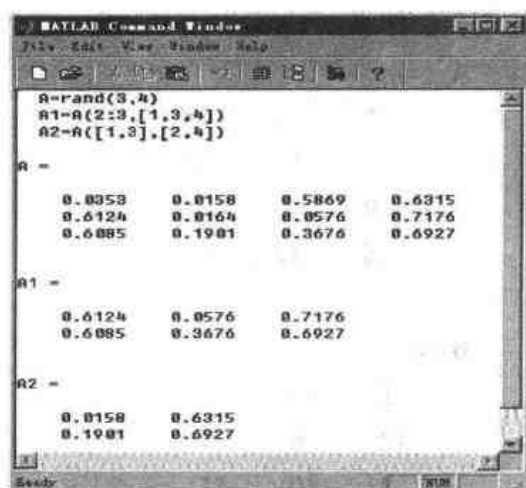 MATLAB Command Window
File Edit View Window Help
A=rand(3,4)
A1=A(2:3,[1,3,4])
A2=A([1,3],[2,4])
A =
0.0353 0.0158 0.5869 0.6315
0.6124 0.0164 0.0576 0.7176
0.6085 0.1901 0.3676 0.6927
A1 =
0.6124 0.0576 0.7176
0.6085 0.3676 0.6927
A2 =
0.0158 0.6315
0.1901 0.6927
Ready NUM